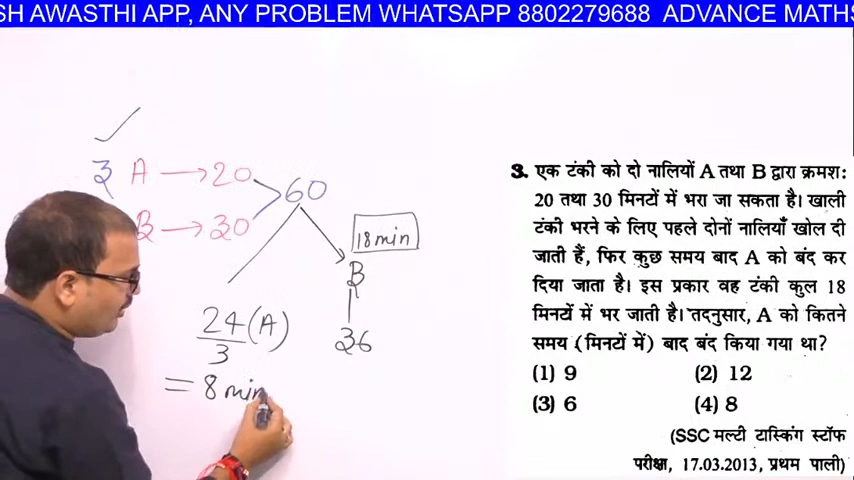 SH AWASTHI APP, ANY PROBLEM WHATSAPP 8802279688 ADVANCE MATHS
3 A → 20
B → 30
60
18 min
B
36
24 (A)
3
= 8 min
3. एक टंकी को दो नालियों A तथा B द्वारा क्रमश:
20 तथा 30 मिनटों में भरा जा सकता है। खाली
टंकी भरने के लिए पहले दोनों नालियाँ खोल दी
जाती हैं, फिर कुछ समय बाद A को बंद कर
दिया जाता है। इस प्रकार वह टंकी कुल 18
मिनटों में भर जाती है। तदनुसार, A को कितने
समय (मिनटों में) बाद बंद किया गया था?
(1) 9 (2) 12
(3) 6 (4) 8
(SSC मल्टी टास्किंग स्टॉफ
परीक्षा, 17.03.2013, प्रथम पाली)